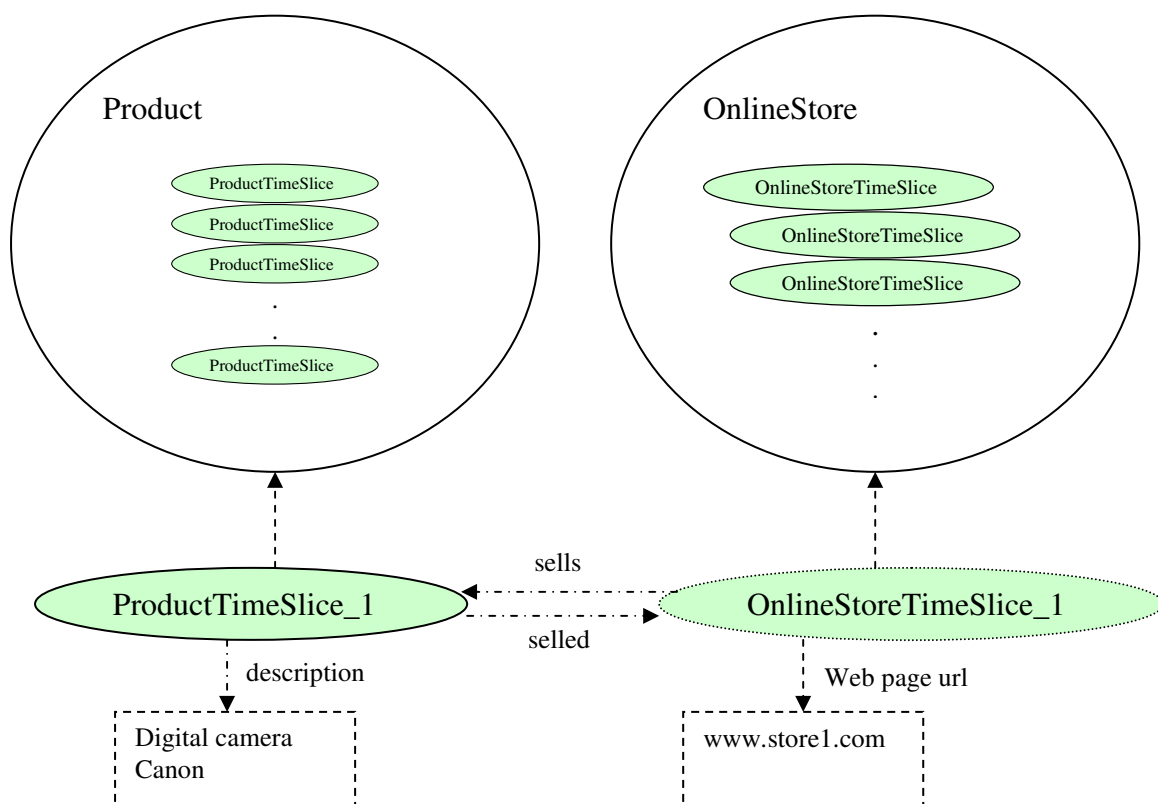 Product
ProductTimeSlice
ProductTimeSlice
ProductTimeSlice
.
.
ProductTimeSlice
OnlineStore
OnlineStoreTimeSlice
OnlineStoreTimeSlice
OnlineStoreTimeSlice
.
.
.
sells
ProductTimeSlice_1
OnlineStoreTimeSlice_1
selled
description
Web page url
Digital camera
Canon
www.store1.com